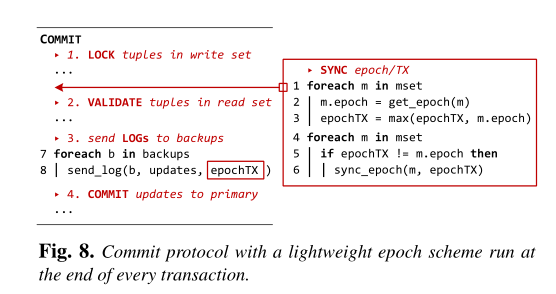 COMMIT
▸ 1. LOCK tuples in write set
...
▸ 2. VALIDATE tuples in read set
...
▸ 3. send LOGs to backups
7 foreach b in backups
8 send_log(b, updates, epochTX )
▸ 4. COMMIT updates to primary
...
▸ SYNC epoch/TX
1 foreach m in mset
2 m.epoch = get_epoch(m)
3 epochTX = max(epochTX, m.epoch)
4 foreach m in mset
5 if epochTX != m.epoch then
6 sync_epoch(m, epochTX)
Fig. 8. Commit protocol with a lightweight epoch scheme run at
the end of every transaction.